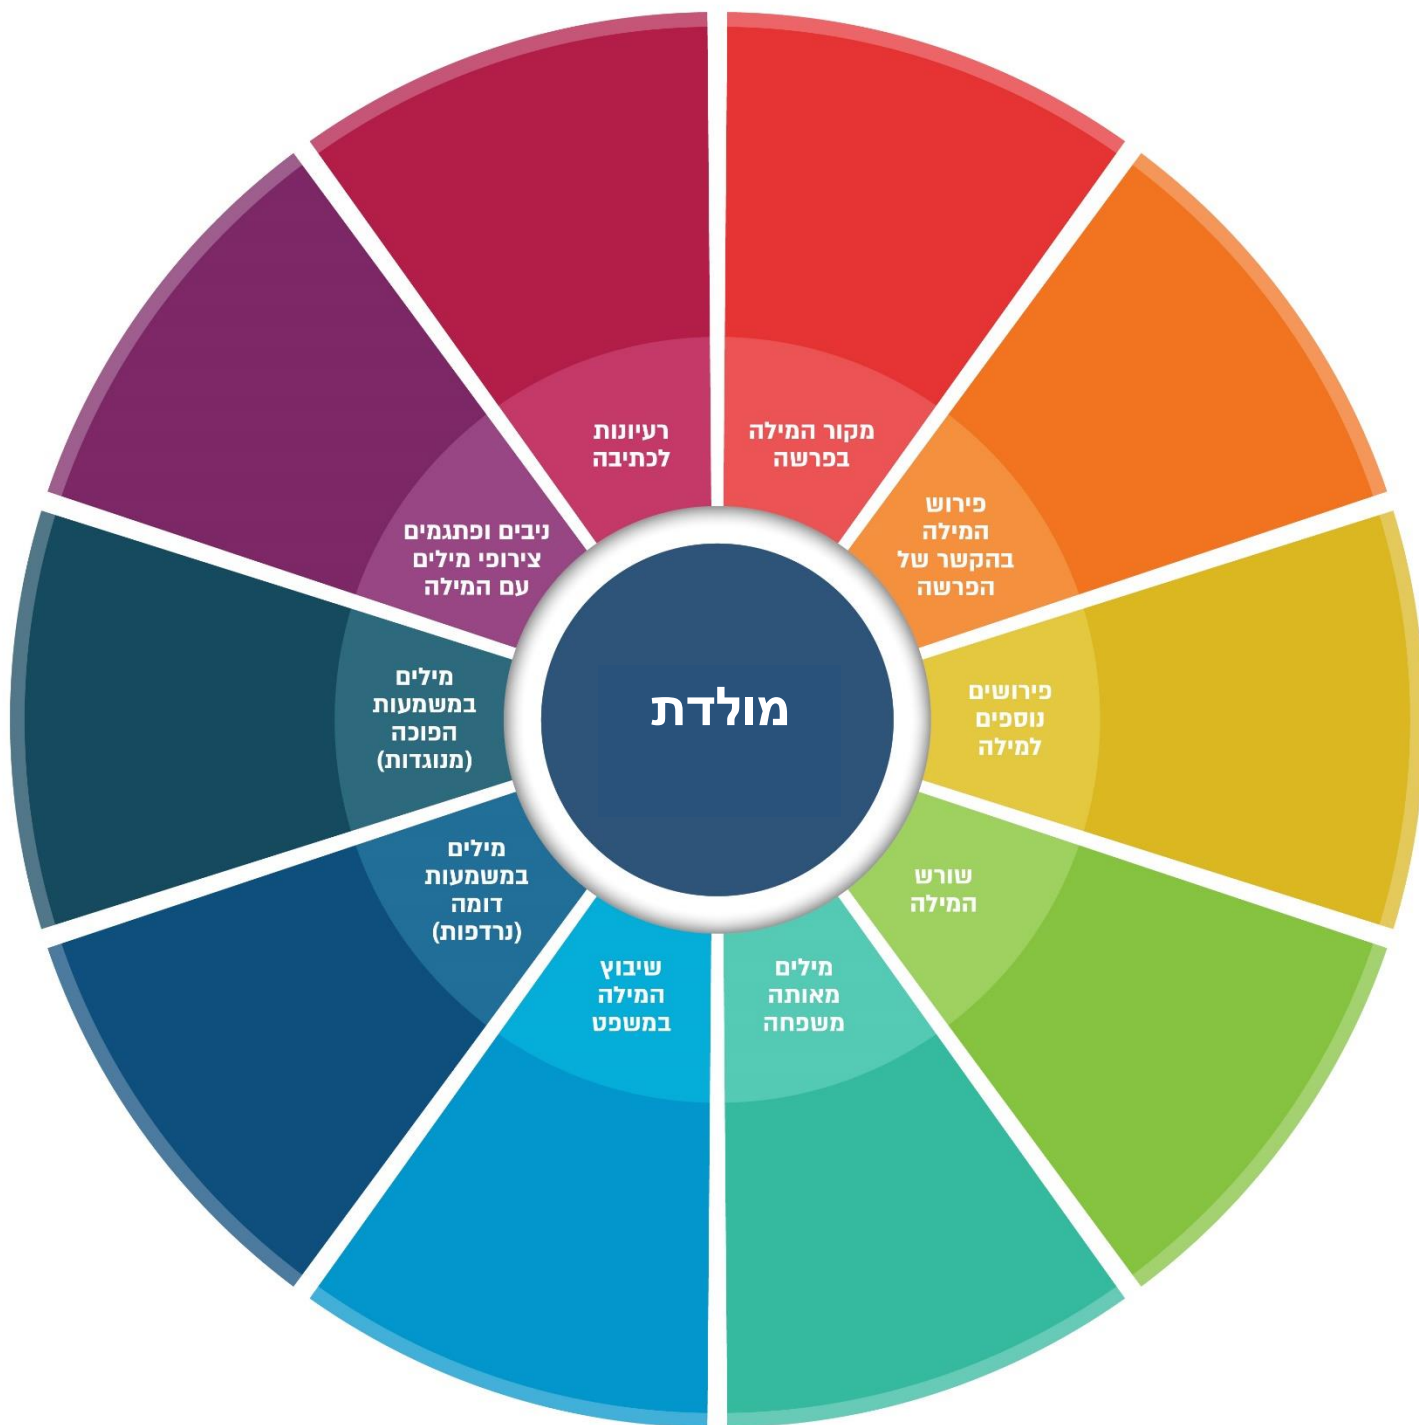 מקור המילה
בפרשה
פירוש
המילה
בהקשר של
הפרשה
פירושים
נוספים
למילה
שורש
המילה
מילים
מאותה
משפחה
שיבוץ
המילה
במשפט
מילים
במשמעות
דומה
(נרדפות)
מילים
במשמעות
הפוכה
(מנוגדות)
ניבים ופתגמים
צירופי מילים
עם המילה
רעיונות
לכתיבה
מולדת